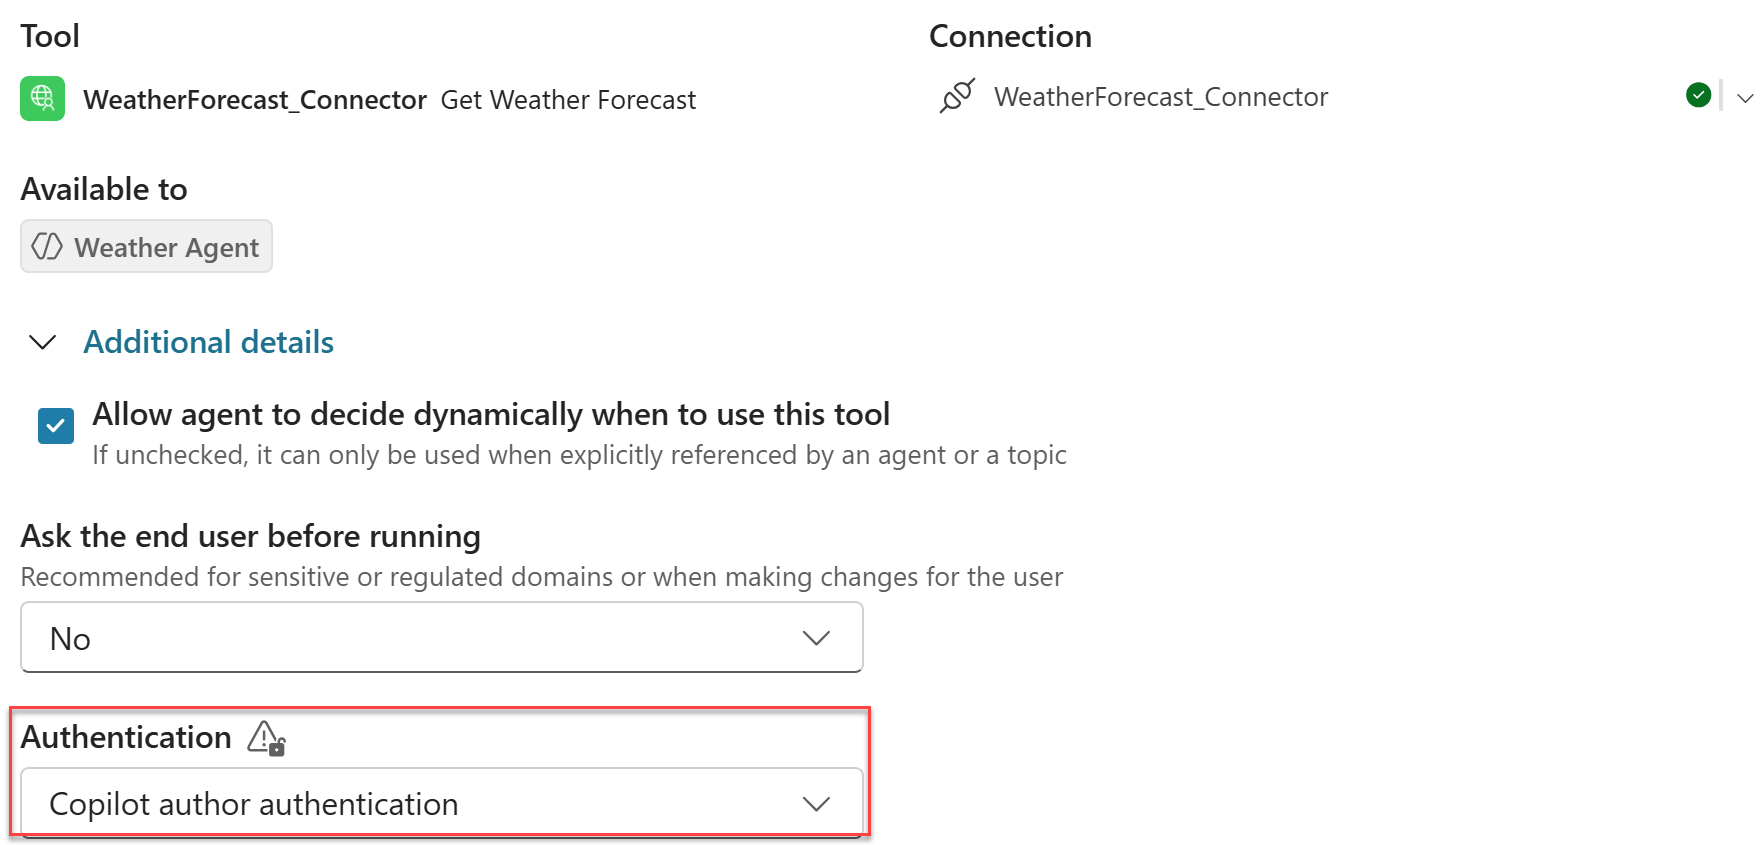 Tool
WeatherForecast_Connector Get Weather Forecast
Connection
WeatherForecast_Connector
Available to
Weather Agent
Additional details
Allow agent to decide dynamically when to use this tool
If unchecked, it can only be used when explicitly referenced by an agent or a topic
Ask the end user before running
Recommended for sensitive or regulated domains or when making changes for the user
No
Authentication
Copilot author authentication